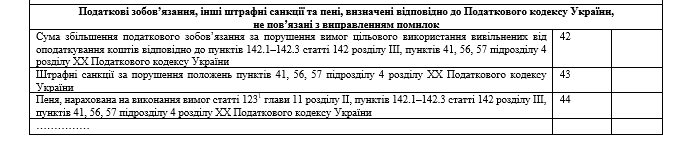 Податкові зобов’язання, інші штрафні санкції та пені, визначені відповідно до Податкового кодексу України,
не пов’язані з виправленням помилок
Сума збільшення податкового зобов’язання за порушення вимог цільового використання вивільнених від 42
оподаткування коштів відповідно до пунктів 142.1–142.3 статті 142 розділу III, пунктів 41, 56, 57 підрозділу 4
розділу XX Податкового кодексу України
Штрафні санкції за порушення положень пунктів 41, 56, 57 підрозділу 4 розділу XX Податкового кодексу 43
України
Пеня, нарахована на виконання вимог статті 123¹ глави 11 розділу II, пунктів 142.1–142.3 статті 142 розділу III, 44
пунктів 41, 56, 57 підрозділу 4 розділу XX Податкового кодексу України
……………